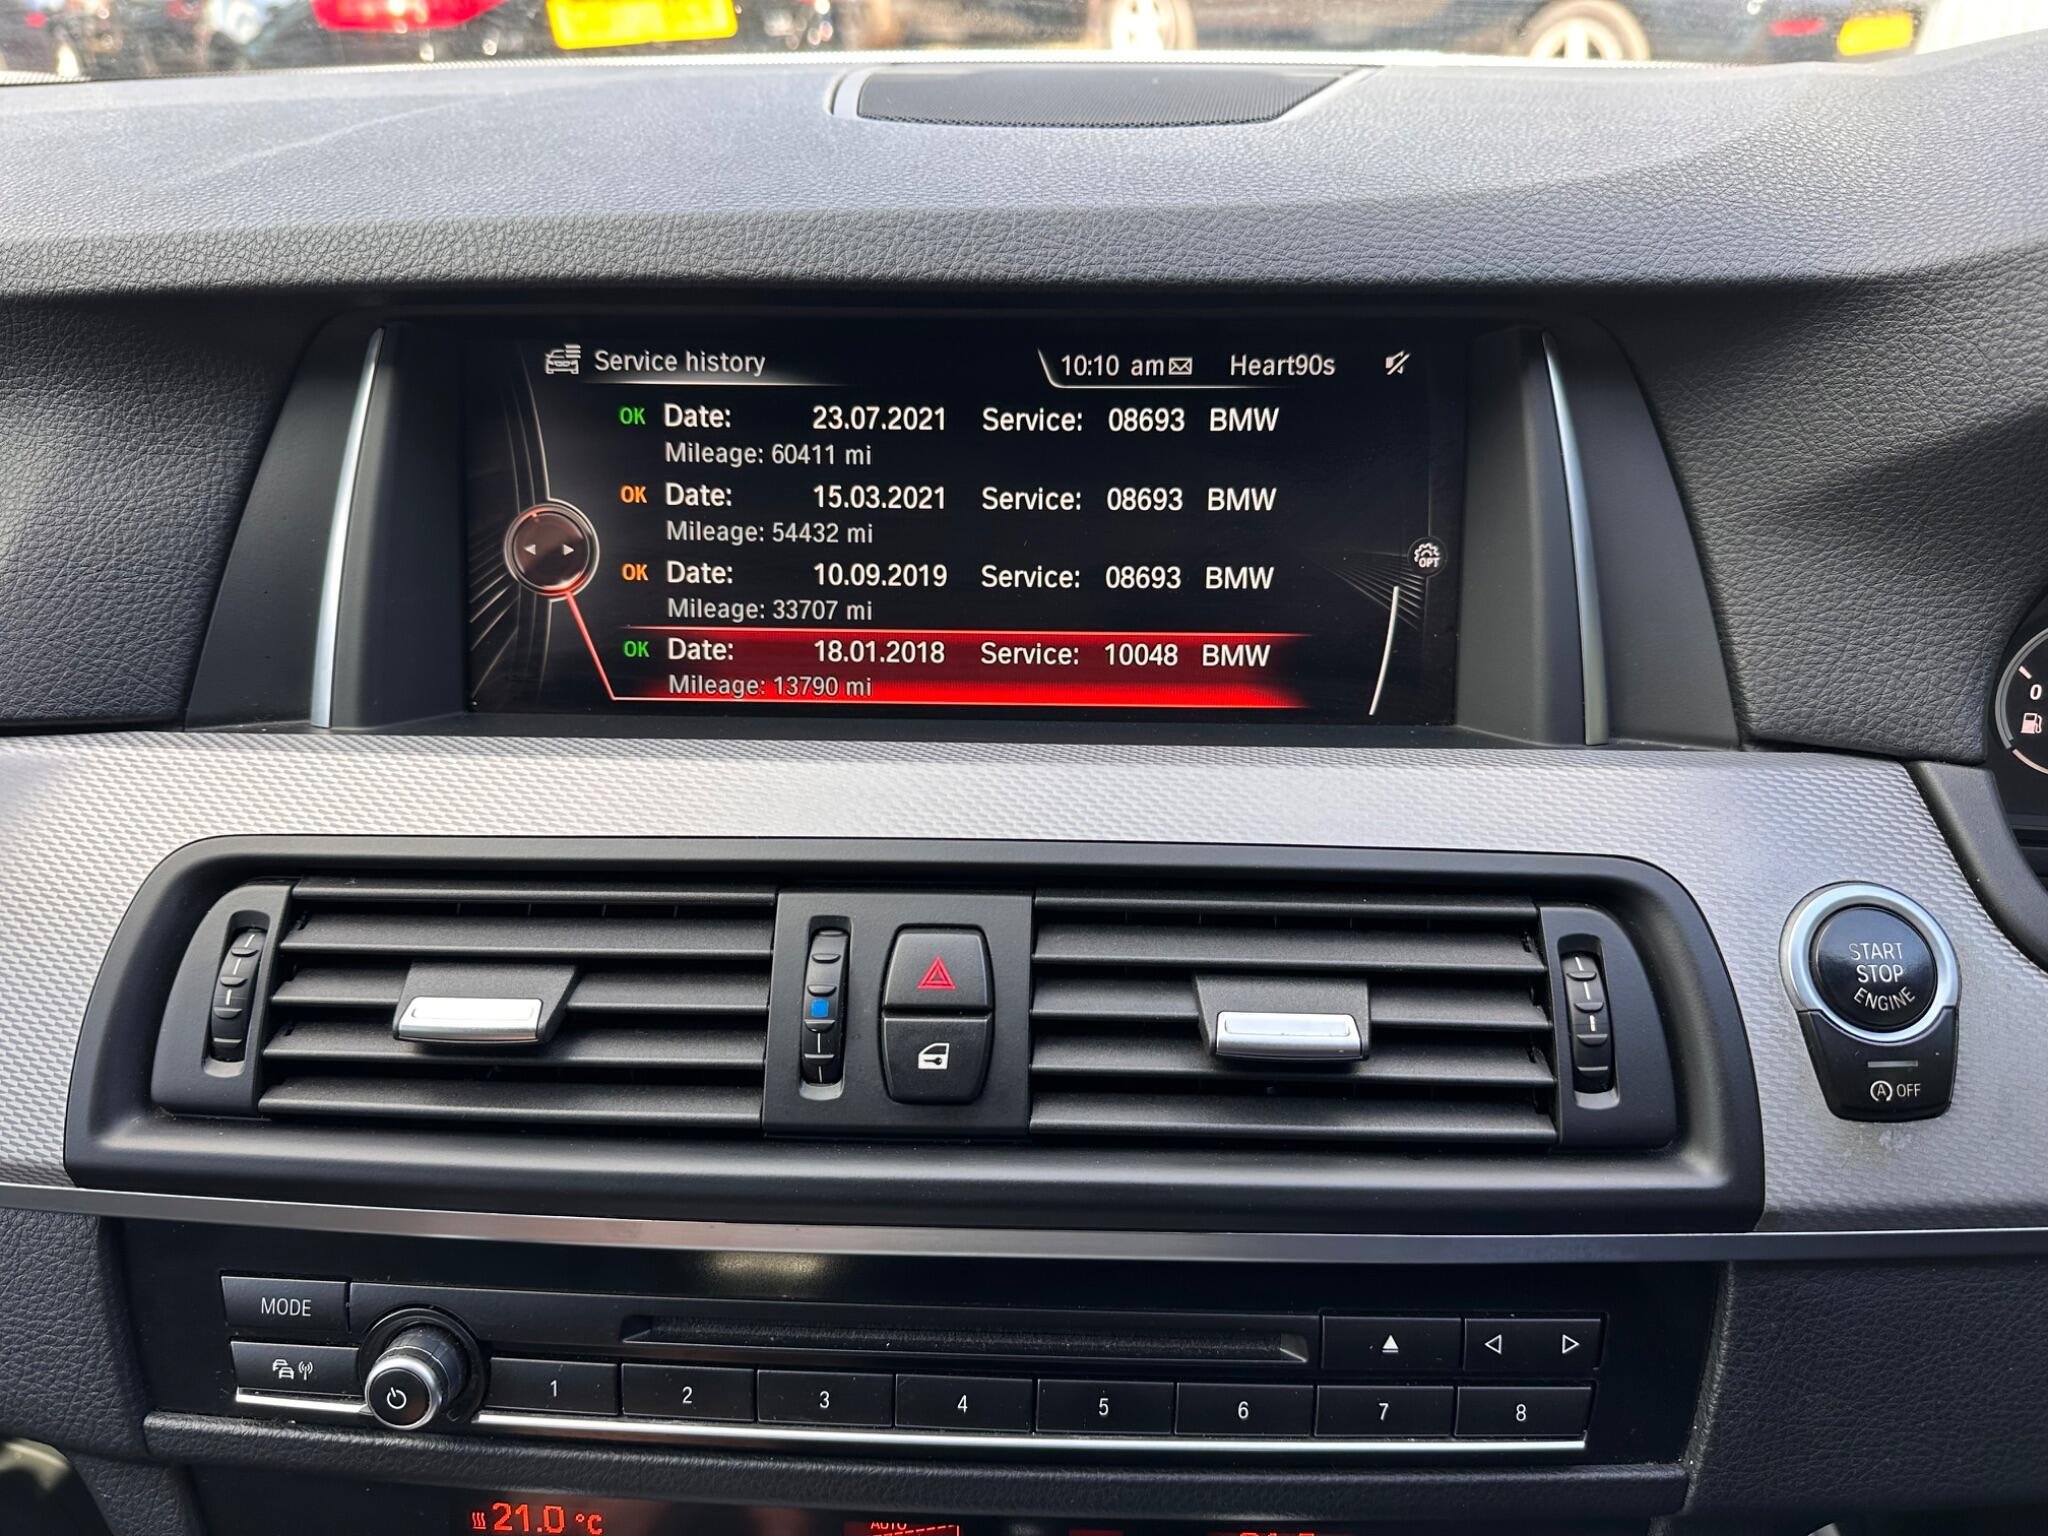 Service history 10:10 am Heart90s
OK Date: 23.07.2021 Service: 08693 BMW
Mileage: 60411 mi
OK Date: 15.03.2021 Service: 08693 BMW
Mileage: 54432 mi
OK Date: 10.09.2019 Service: 08693 BMW
Mileage: 33707 mi
OK Date: 18.01.2018 Service: 10048 BMW
Mileage: 13790 mi
OPT
0
START
STOP
ENGINE
A OFF
MODE
1 2 3 4 5 6 7 8
21.0 °C
AUTO